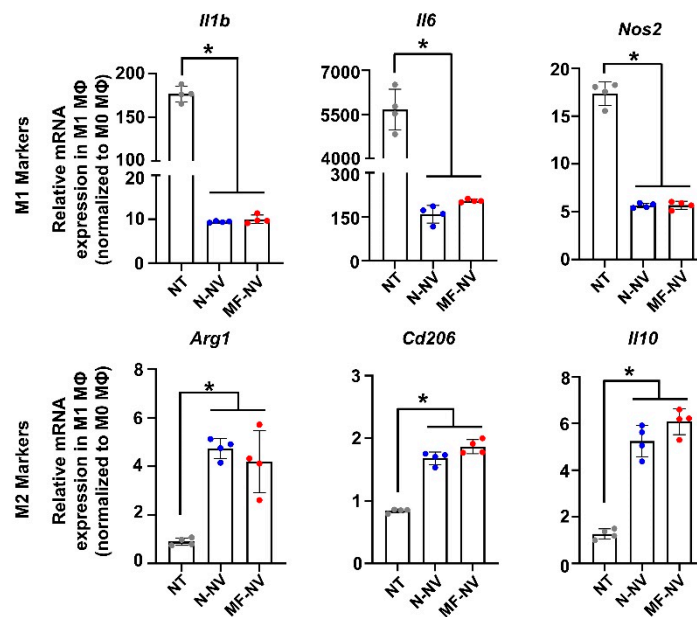 Il1b
Il6
Nos2
M1 Markers
Relative mRNA
expression in M1 MΦ
(normalized to M0 MΦ)
200
150
100
20
10
0
*
NT
N-NV
MF-NV
7000
5500
4000
300
150
0
*
NT
N-NV
MF-NV
20
15
10
5
0
*
NT
N-NV
MF-NV
Arg1
Cd206
Il10
M2 Markers
Relative mRNA
expression in M1 MΦ
(normalized to M0 MΦ)
8
6
4
2
0
*
NT
N-NV
MF-NV
3
2
1
0
*
NT
N-NV
MF-NV
8
6
4
2
0
*
NT
N-NV
MF-NV